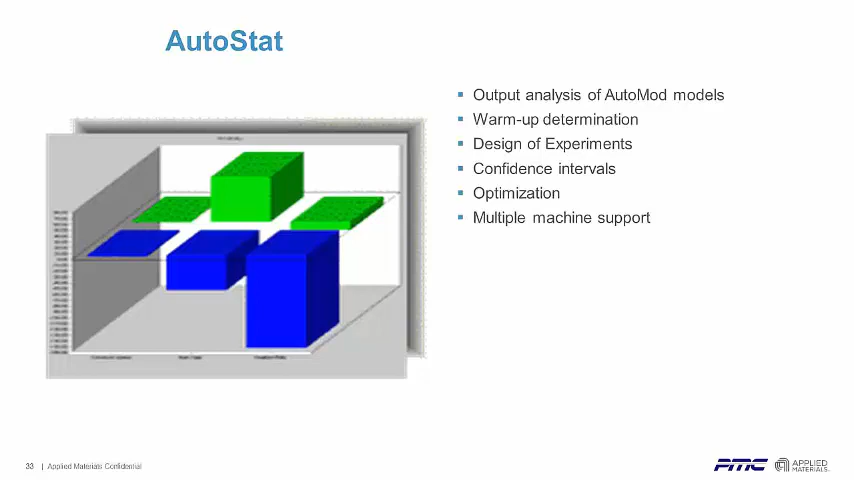 AutoStat
▪ Output analysis of AutoMod models
▪ Warm-up determination
▪ Design of Experiments
▪ Confidence intervals
▪ Optimization
▪ Multiple machine support
33 | Applied Materials Confidential
PMC
APPLIED
MATERIALS